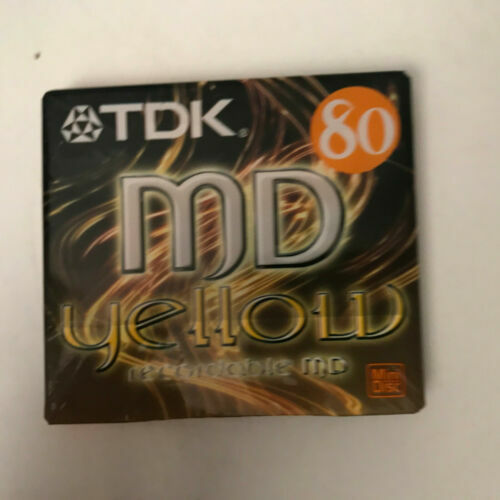 TDK
80
MD
yellow
recordable MD
Mini
Disc